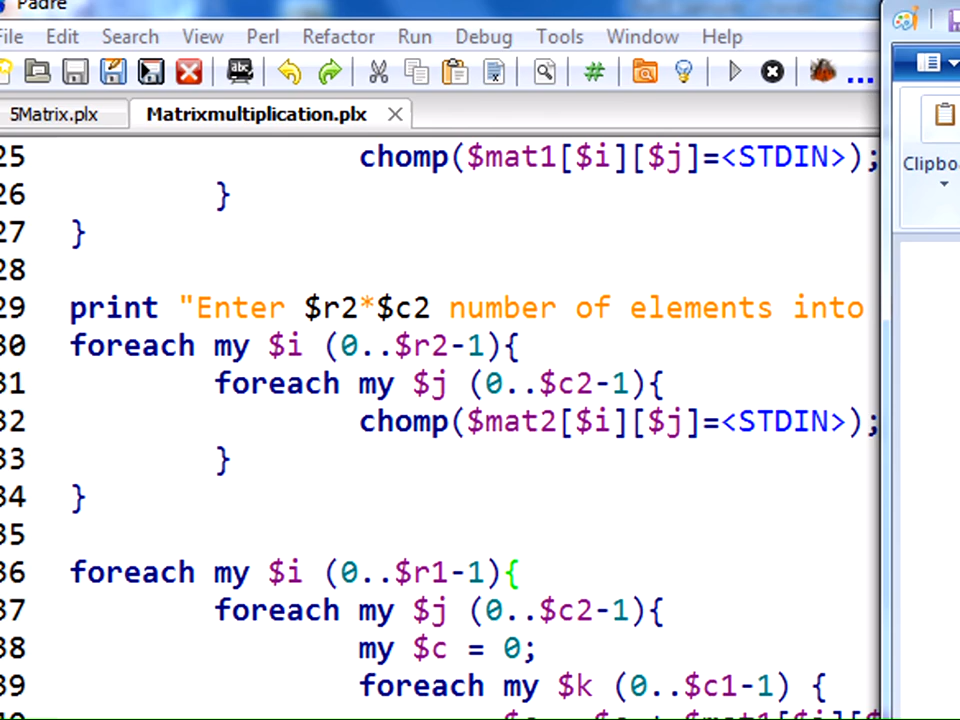 Padre
File Edit Search View Perl Refactor Run Debug Tools Window Help
abc
5Matrix.plx Matrixmultiplication.plx
25 chomp($mat1[$i][$j]=<STDIN>);
26 }
27 }
28
29 print "Enter $r2*$c2 number of elements into
30 foreach my $i (0..$r2-1){
31 foreach my $j (0..$c2-1){
32 chomp($mat2[$i][$j]=<STDIN>);
33 }
34 }
35
36 foreach my $i (0..$r1-1){
37 foreach my $j (0..$c2-1){
38 my $c = 0;
39 foreach my $k (0..$c1-1) {